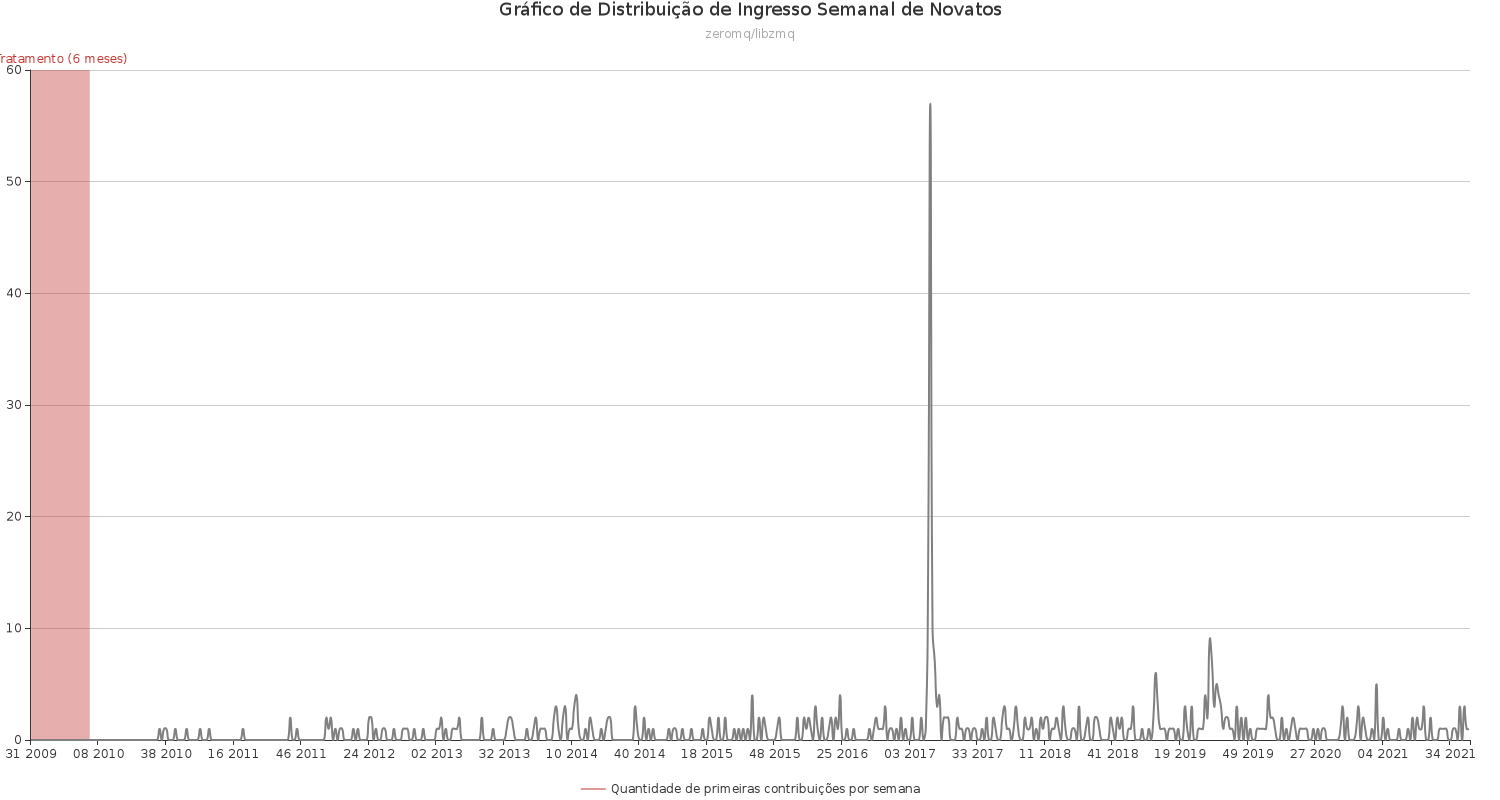 Gráfico de Distribuição de Ingresso Semanal de Novatos
zeromq/libzmq
Tratamento (6 meses)
60
50
40
30
20
10
0
31 2009 08 2010 38 2010 16 2011 46 2011 24 2012 02 2013 32 2013 10 2014 40 2014 18 2015 48 2015 25 2016 03 2017 33 2017 11 2018 41 2018 19 2019 49 2019 27 2020 04 2021 34 2021
Quantidade de primeiras contribuições por semana